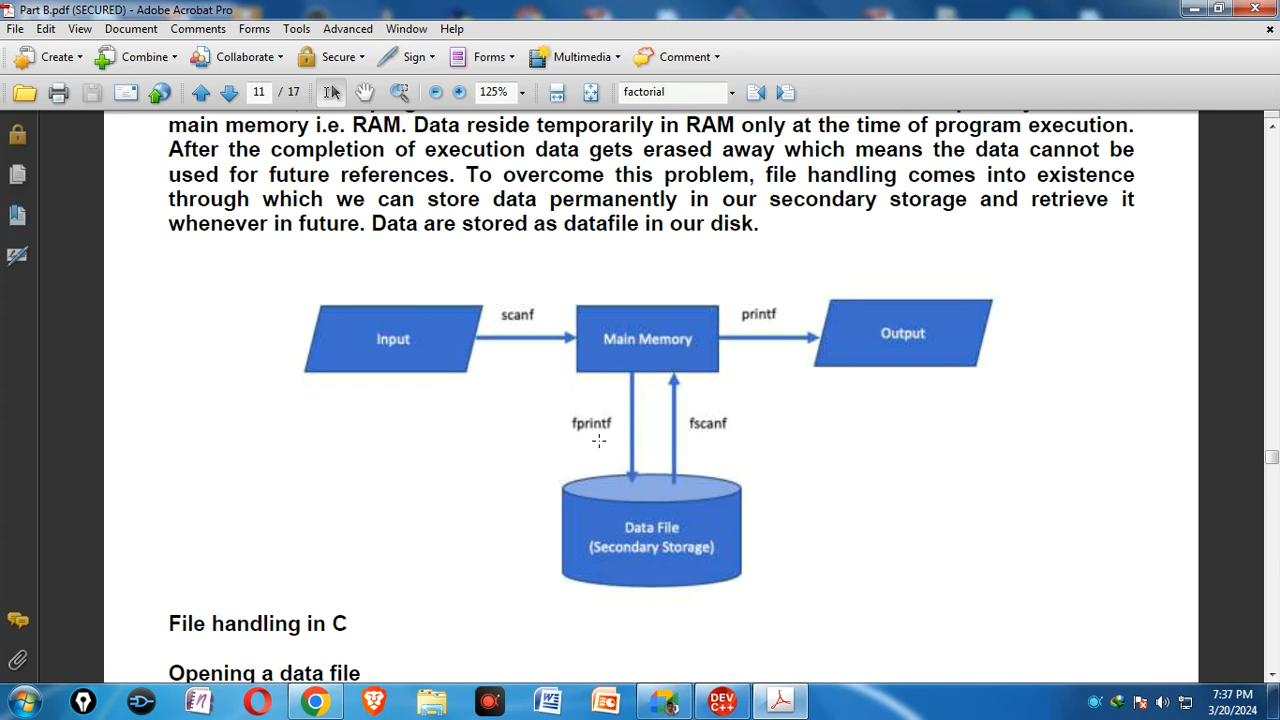 Part B.pdf (SECURED) - Adobe Acrobat Pro
File Edit View Document Comments Forms Tools Advanced Window Help
Create Combine Collaborate Secure Sign Forms Multimedia Comment
11 / 17 125% factorial
main memory i.e. RAM. Data reside temporarily in RAM only at the time of program execution.
After the completion of execution data gets erased away which means the data cannot be
used for future references. To overcome this problem, file handling comes into existence
through which we can store data permanently in our secondary storage and retrieve it
whenever in future. Data are stored as datafile in our disk.
Input
scanf
Main Memory
printf
Output
fprintf
fscanf
Data File
(Secondary Storage)
File handling in C
Opening a data file
DEV
C++
7:37 PM
3/20/2024